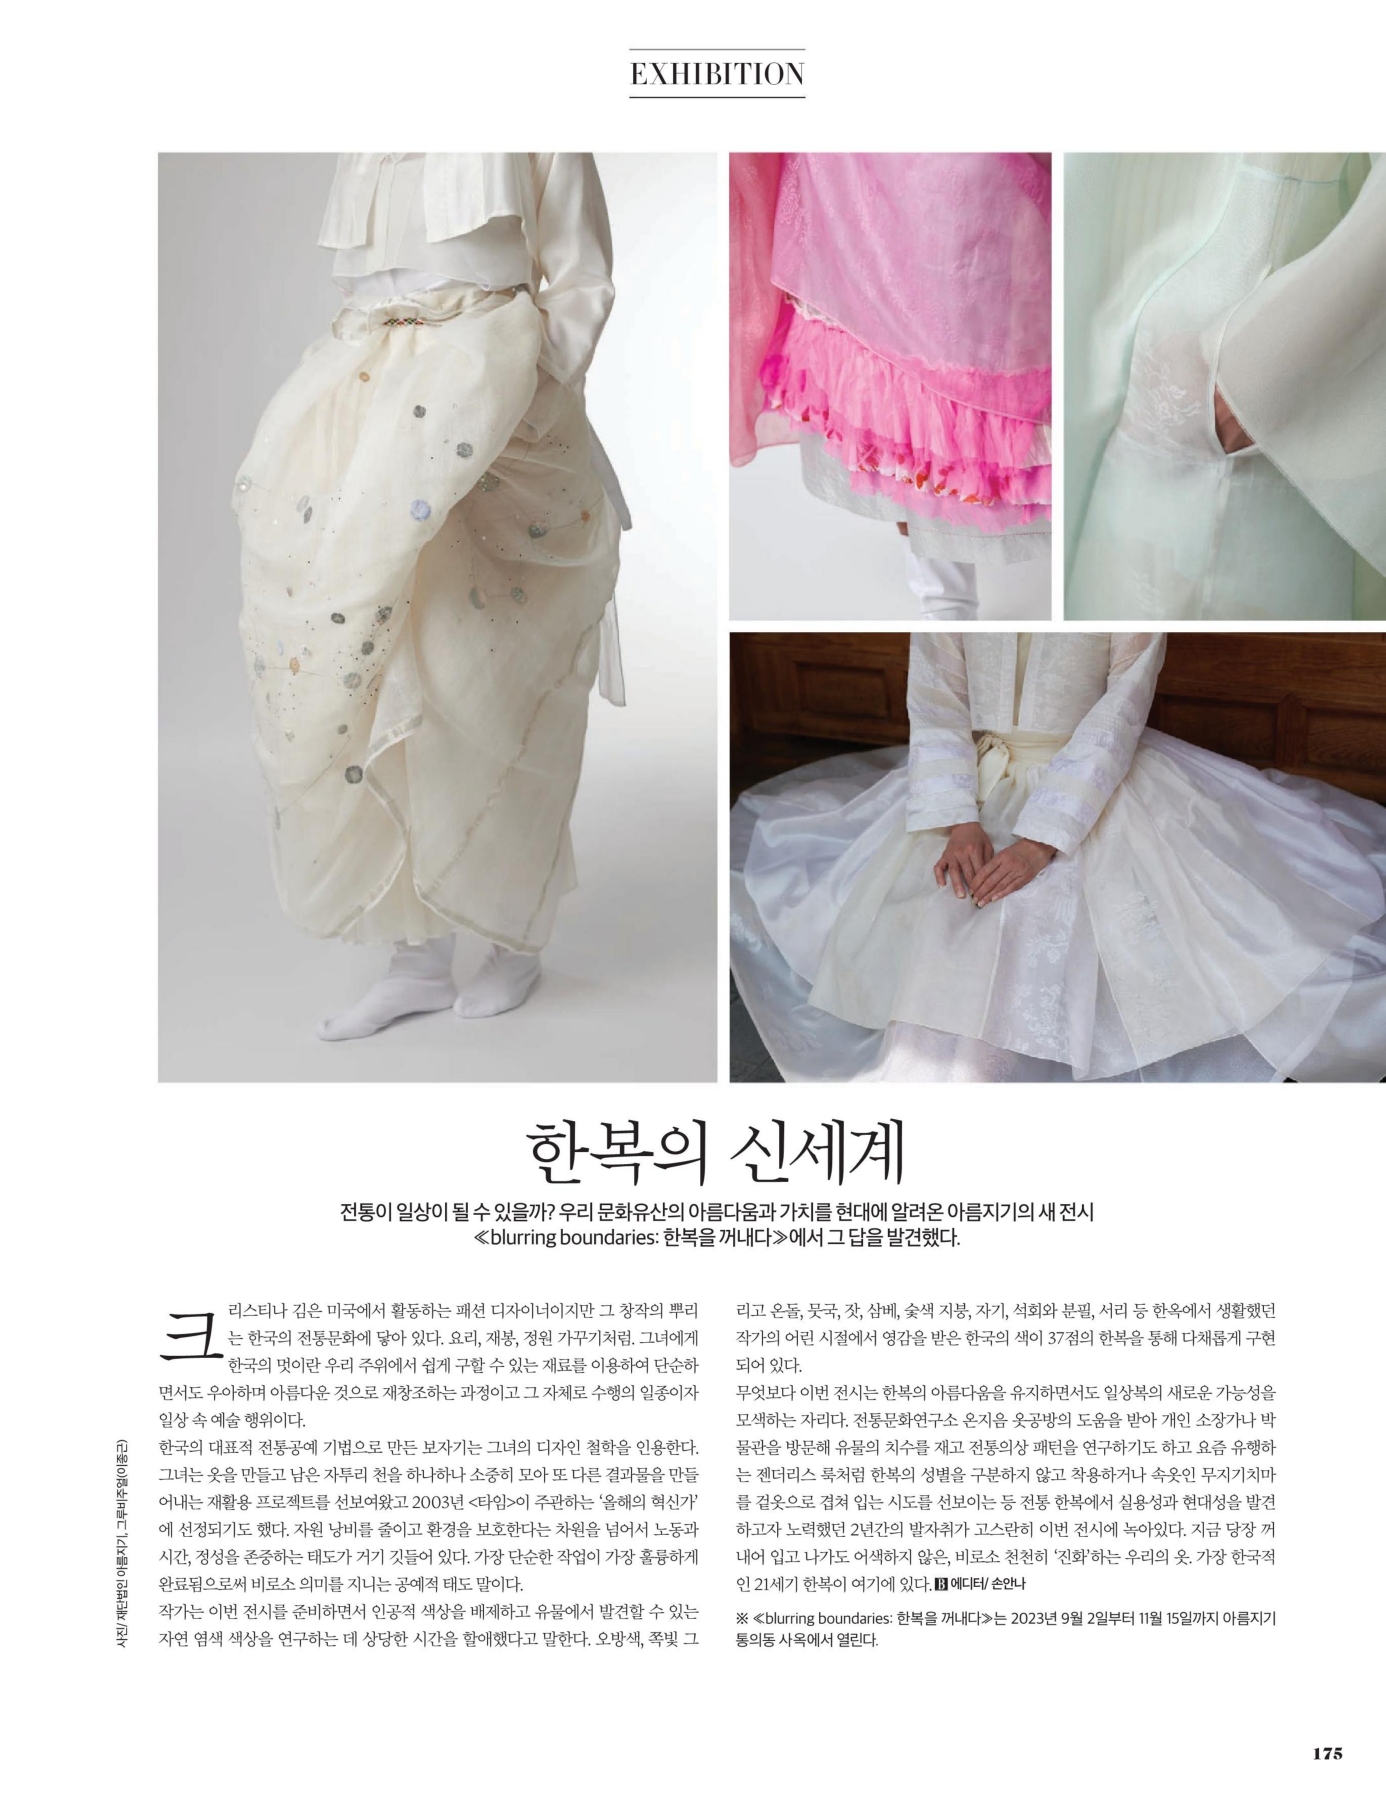 EXHIBITION
한복의 신세계
전통이 일상이 될 수 있을까? 우리 문화유산의 아름다움과 가치를 현대에 알려온 아름지기의 새 전시
≪blurring boundaries: 한복을 꺼내다≫에서 그 답을 발견했다.
크리스티나 김은 미국에서 활동하는 패션 디자이너이지만 그 창작의 뿌리
는 한국의 전통문화에 닿아 있다. 요리, 재봉, 정원 가꾸기처럼. 그녀에게
한국의 멋이란 우리 주위에서 쉽게 구할 수 있는 재료를 이용하여 단순하
면서도 우아하며 아름다운 것으로 재창조하는 과정이고 그 자체로 수행의 일종이자
일상 속 예술 행위이다.
한국의 대표적 전통공예 기법으로 만든 보자기는 그녀의 디자인 철학을 인용한다.
그녀는 옷을 만들고 남은 자투리 천을 하나하나 소중히 모아 또 다른 결과물을 만들
어내는 재활용 프로젝트를 선보여왔고 2003년 <타임>이 주관하는 ‘올해의 혁신가’
에 선정되기도 했다. 자원 낭비를 줄이고 환경을 보호한다는 차원을 넘어서 노동과
시간, 정성을 존중하는 태도가 거기 깃들어 있다. 가장 단순한 작업이 가장 훌륭하게
완료됨으로써 비로소 의미를 지니는 공예적 태도 말이다.
작가는 이번 전시를 준비하면서 인공적 색상을 배제하고 유물에서 발견할 수 있는
자연 염색 색상을 연구하는 데 상당한 시간을 할애했다고 말한다. 오방색, 쪽빛 그
리고 온돌, 뭇국, 잣, 삼베, 숯색 지붕, 자기, 석회와 분필, 서리 등 한옥에서 생활했던
작가의 어린 시절에서 영감을 받은 한국의 색이 37점의 한복을 통해 다채롭게 구현
되어 있다.
무엇보다 이번 전시는 한복의 아름다움을 유지하면서도 일상복의 새로운 가능성을
모색하는 자리다. 전통문화연구소 온지음 옷공방의 도움을 받아 개인 소장가나 박
물관을 방문해 유물의 치수를 재고 전통의상 패턴을 연구하기도 하고 요즘 유행하
는 젠더리스 룩처럼 한복의 성별을 구분하지 않고 착용하거나 속옷인 무지기치마
를 겉옷으로 겹쳐 입는 시도를 선보이는 등 전통 한복에서 실용성과 현대성을 발견
하고자 노력했던 2년간의 발자취가 고스란히 이번 전시에 녹아있다. 지금 당장 꺼
내어 입고 나가도 어색하지 않은, 비로소 천천히 ‘진화’하는 우리의 옷. 가장 한국적
인 21세기 한복이 여기에 있다. B 에디터/ 손안나
※ ≪blurring boundaries: 한복을 꺼내다≫는 2023년 9월 2일부터 11월 15일까지 아름지기
통의동 사옥에서 열린다.
사진/ 재단법인 아름지기, 그루비주얼(이종근)
175